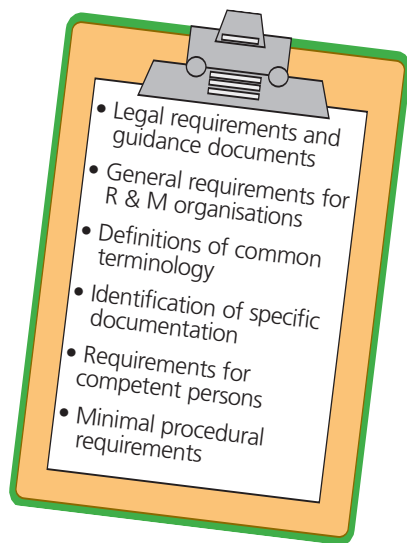 • Legal requirements and
guidance documents
• General requirements for
R & M organisations
• Definitions of common
terminology
• Identification of specific
documentation
• Requirements for
competent persons
• Minimal procedural
requirements